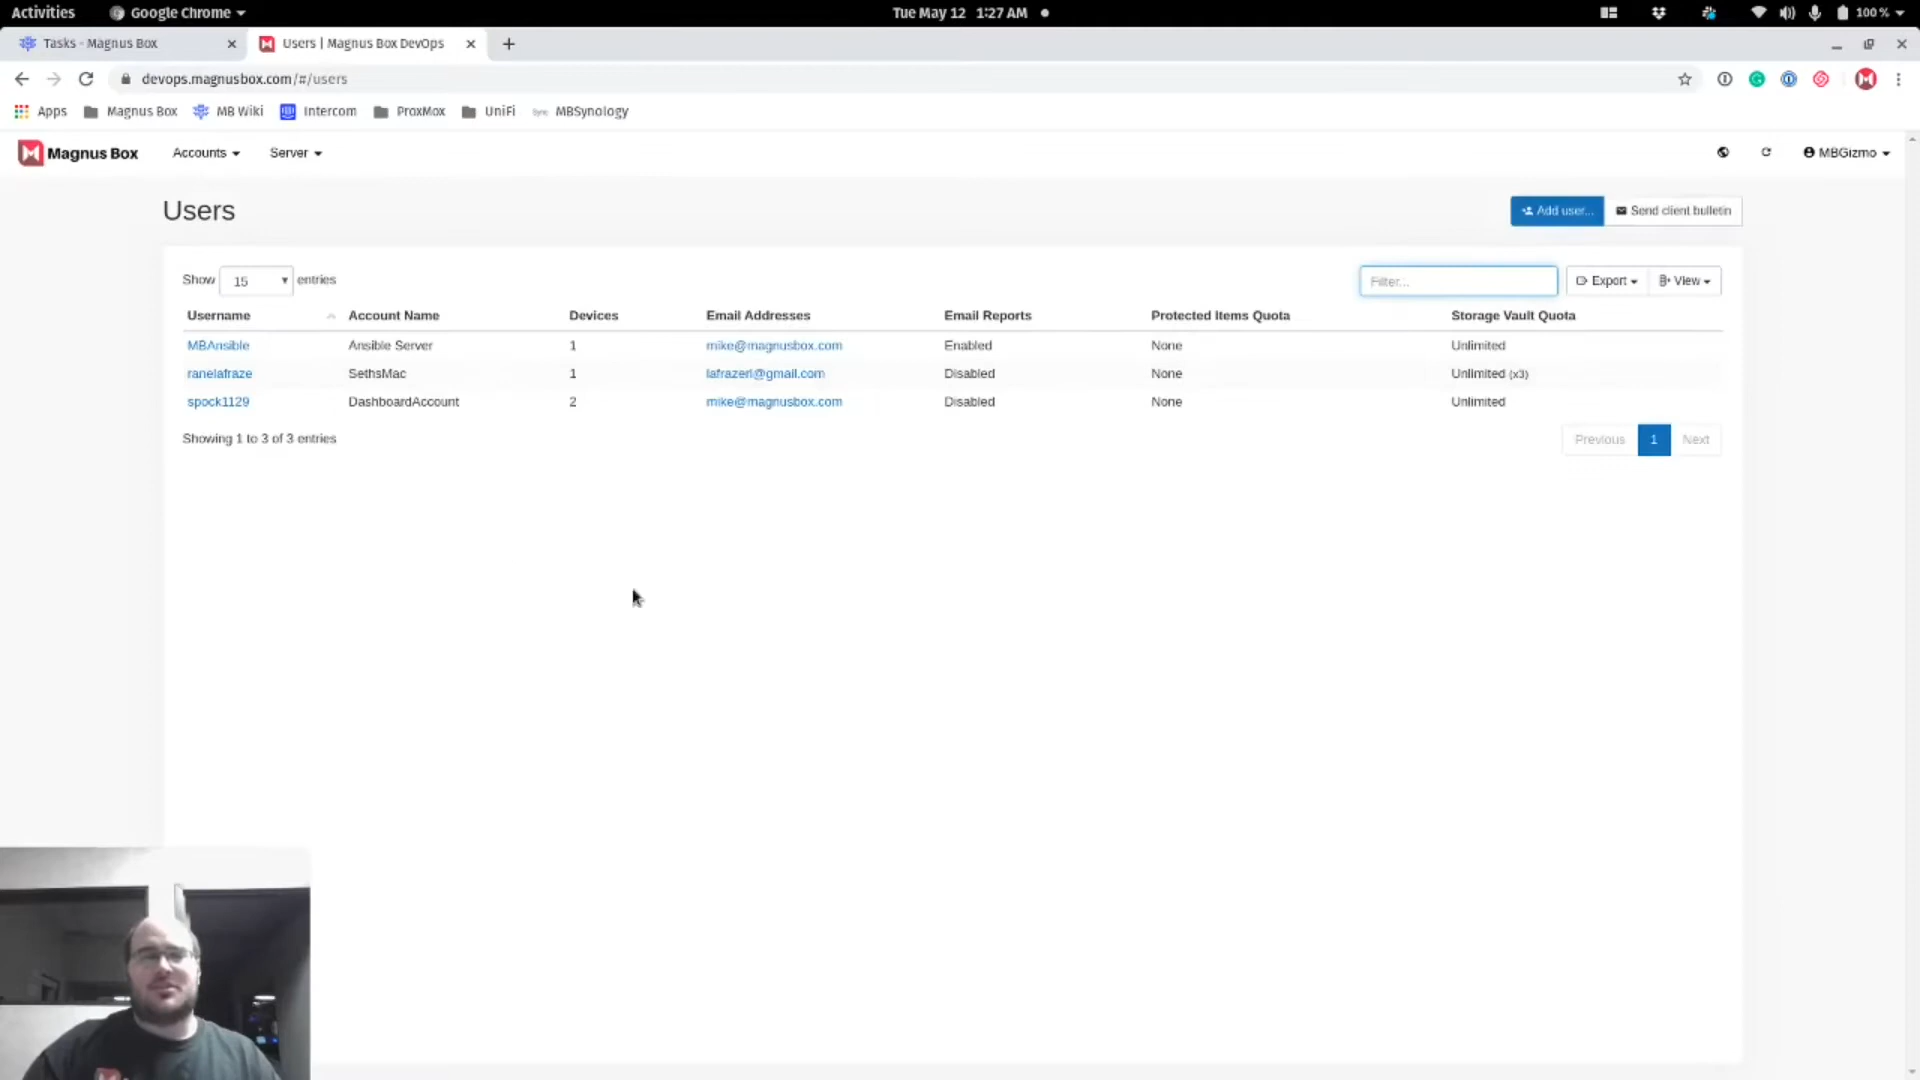 Activities Google Chrome Tue May 12 1:27 AM 100 %
Tasks - Magnus Box Users | Magnus Box DevOps
devops.magnusbox.com/#/users
Apps Magnus Box MB Wiki Intercom ProxMox UniFi MBSynology
Magnus Box Accounts Server MBGizmo
Users Add user... Send client bulletin
Show 15 entries Filter... Export View
Username Account Name Devices Email Addresses Email Reports Protected Items Quota Storage Vault Quota
MBAnsible Ansible Server 1 mike@magnusbox.com Enabled None Unlimited
ranelafraze SethsMac 1 lafrazerl@gmail.com Disabled None Unlimited (x3)
spock1129 DashboardAccount 2 mike@magnusbox.com Disabled None Unlimited
Showing 1 to 3 of 3 entries Previous 1 Next